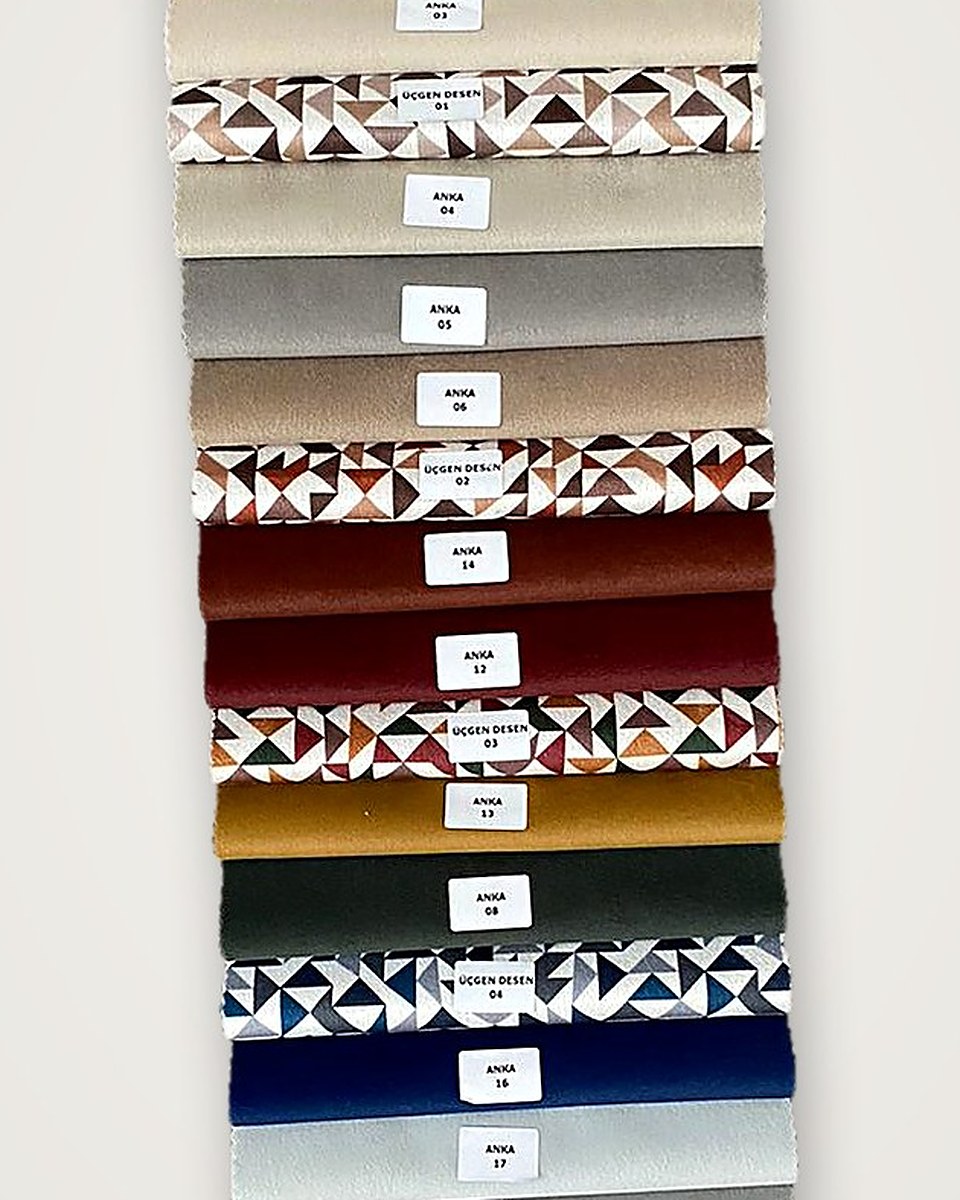 ANKA
03
ÜÇGEN DESEN
01
ANKA
04
ANKA
05
ANKA
06
ÜÇGEN DESEN
02
ANKA
14
ANKA
12
ÜÇGEN DESEN
03
ANKA
13
ANKA
08
ÜÇGEN DESEN
04
ANKA
16
ANKA
17